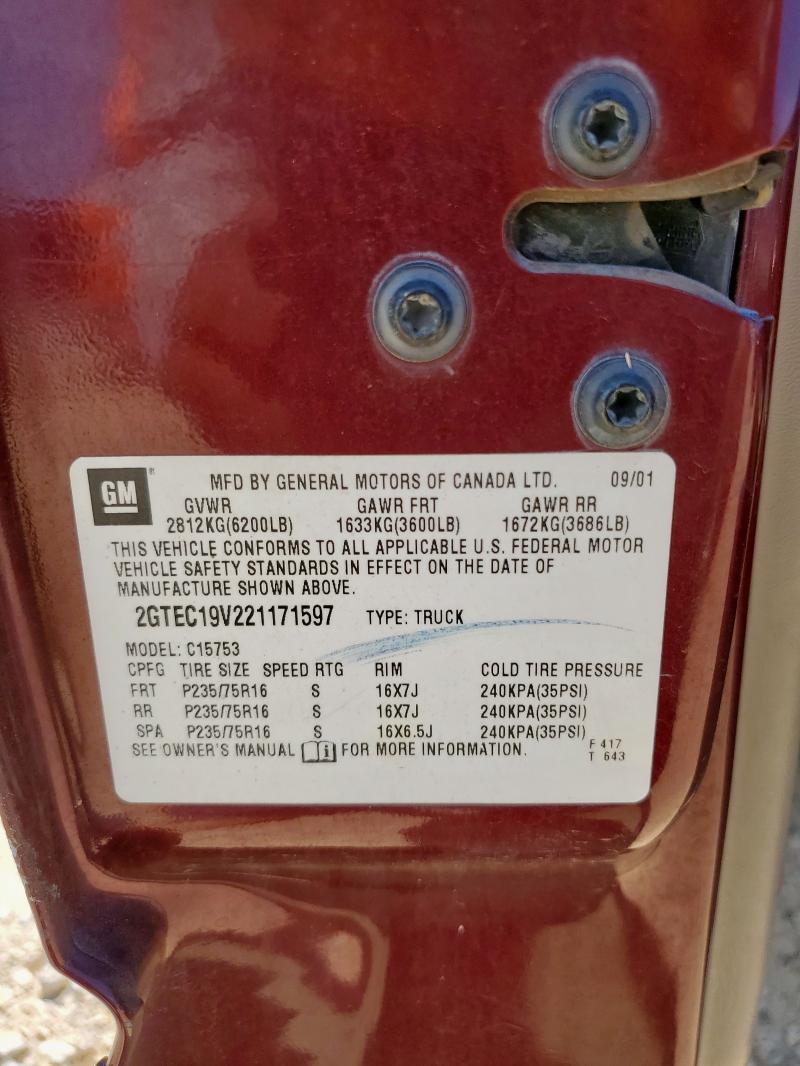 GM
MFD BY GENERAL MOTORS OF CANADA LTD. 09/01
GVWR GAWR FRT GAWR RR
2812KG(6200LB) 1633KG(3600LB) 1672KG(3686LB)
THIS VEHICLE CONFORMS TO ALL APPLICABLE U.S. FEDERAL MOTOR
VEHICLE SAFETY STANDARDS IN EFFECT ON THE DATE OF
MANUFACTURE SHOWN ABOVE.
2GTEC19V221171597 TYPE: TRUCK
MODEL: C15753
CPFG TIRE SIZE SPEED RTG RIM COLD TIRE PRESSURE
FRT P235/75R16 S 16X7J 240KPA(35PSI)
RR P235/75R16 S 16X7J 240KPA(35PSI)
SPA P235/75R16 S 16X6.5J 240KPA(35PSI)
SEE OWNER'S MANUAL i FOR MORE INFORMATION. F 417
T 643